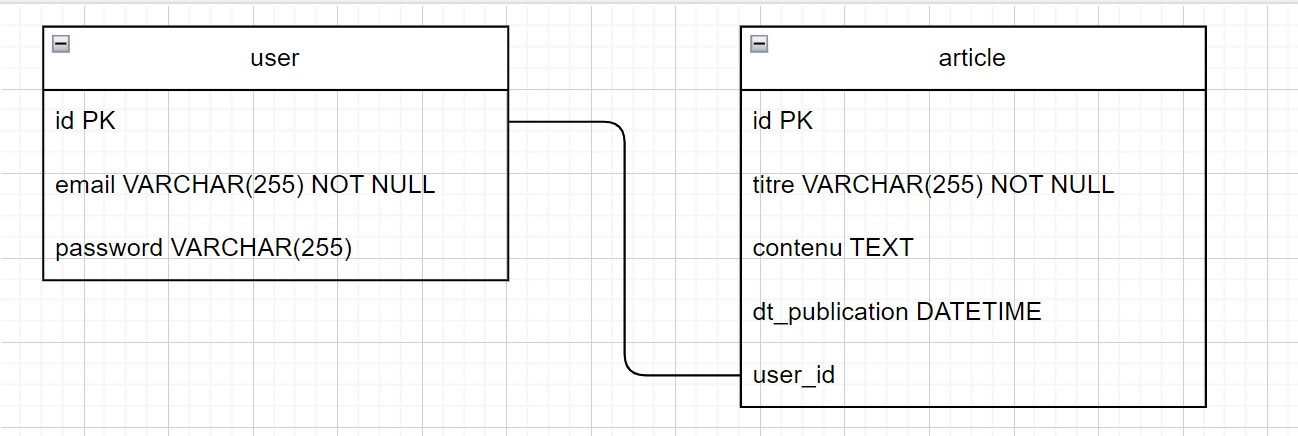 user
id PK
email VARCHAR(255) NOT NULL
password VARCHAR(255)
article
id PK
titre VARCHAR(255) NOT NULL
contenu TEXT
dt_publication DATETIME
user_id